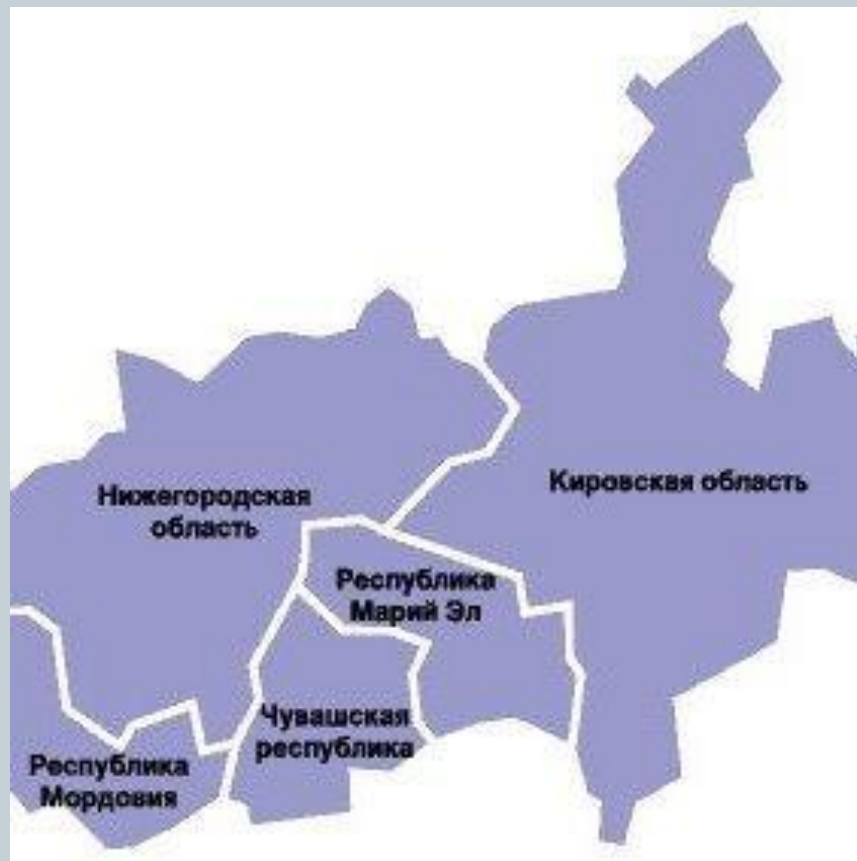 Нижегородская
область
Кировская область
Республика
Марий Эл
Чувашская
республика
Республика
Мордовия